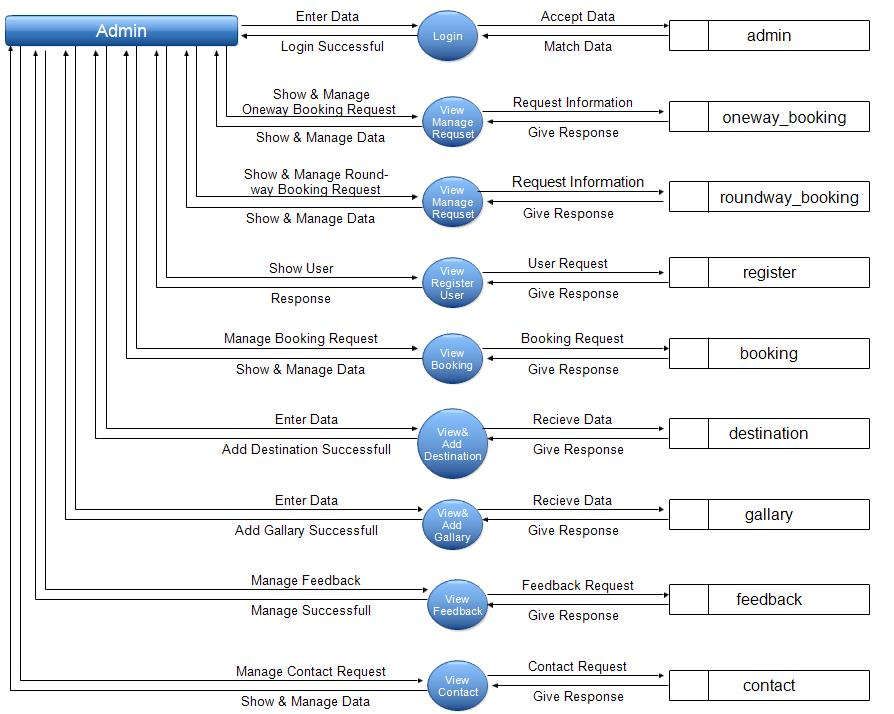 Admin
Enter Data
Login Successful
Login
Accept Data
Match Data
admin
Show & Manage
Oneway Booking Request
Show & Manage Data
View
Manage
Requset
Request Information
Give Response
oneway_booking
Show & Manage Round-
way Booking Request
Show & Manage Data
View
Manage
Requset
Request Information
Give Response
roundway_booking
Show User
Response
View
Register
User
User Request
Give Response
register
Manage Booking Request
Show & Manage Data
View
Booking
Booking Request
Give Response
booking
Enter Data
Add Destination Successfull
View&
Add
Destination
Recieve Data
Give Response
destination
Enter Data
Add Gallary Successfull
View&
Add
Gallary
Recieve Data
Give Response
gallary
Manage Feedback
Manage Successfull
View
Feedback
Feedback Request
Give Response
feedback
Manage Contact Request
Show & Manage Data
View
Contact
Contact Request
Give Response
contact